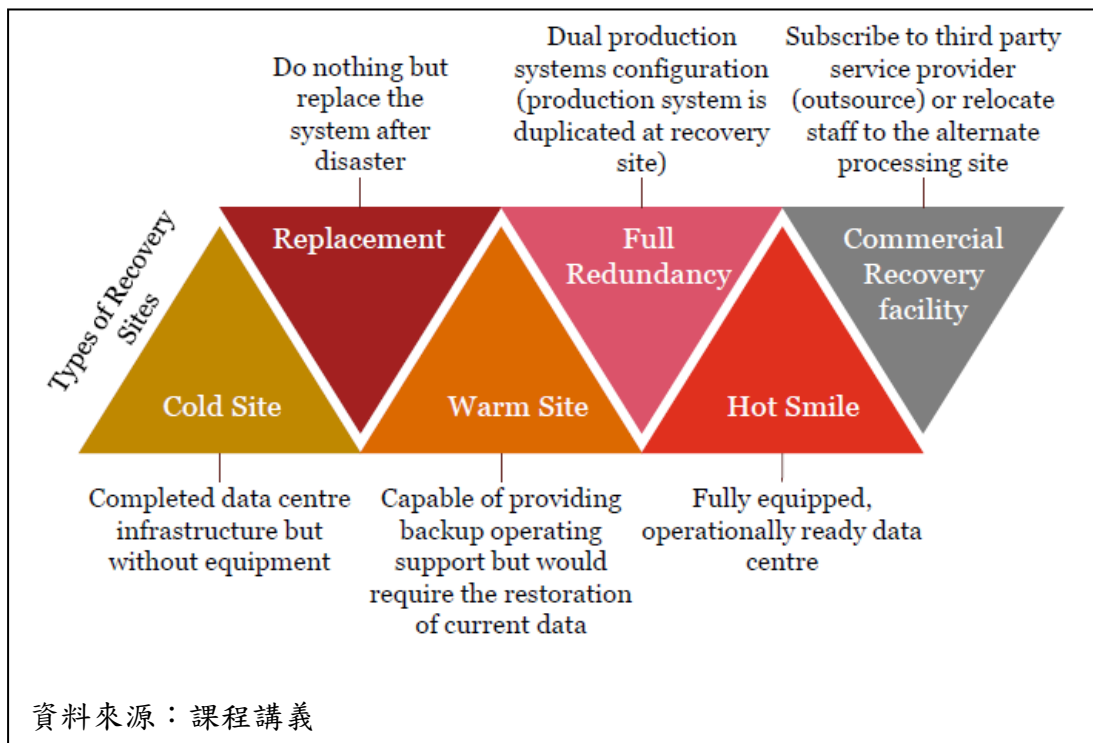 Types of Recovery
Sites
Do nothing but
replace the
system after
disaster
Replacement
Dual production
systems configuration
(production system is
duplicated at recovery
site)
Full
Redundancy
Subscribe to third party
service provider
(outsource) or relocate
staff to the alternate
processing site
Commercial
Recovery
facility
Cold Site
Completed data centre
infrastructure but
without equipment
Warm Site
Capable of providing
backup operating
support but would
require the restoration
of current data
Hot Smile
Fully equipped,
operationally ready data
centre
資料來源：課程講義